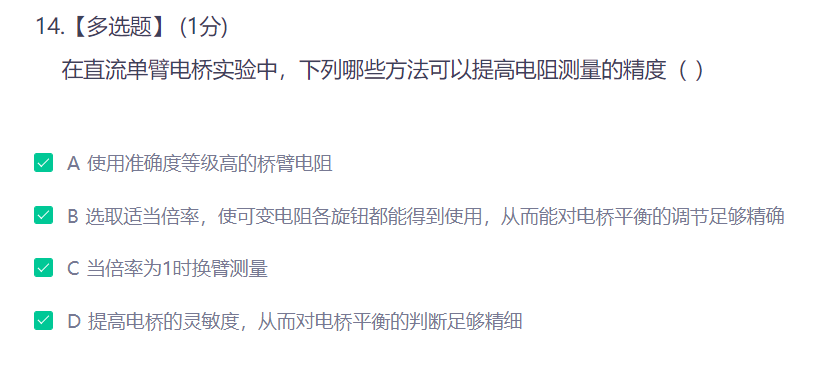 14.【多选题】 (1分)
在直流单臂电桥实验中，下列哪些方法可以提高电阻测量的精度（ ）
A 使用准确度等级高的桥臂电阻
B 选取适当倍率，使可变电阻各旋钮都能得到使用，从而能对电桥平衡的调节足够精确
C 当倍率为1时换臂测量
D 提高电桥的灵敏度，从而对电桥平衡的判断足够精细